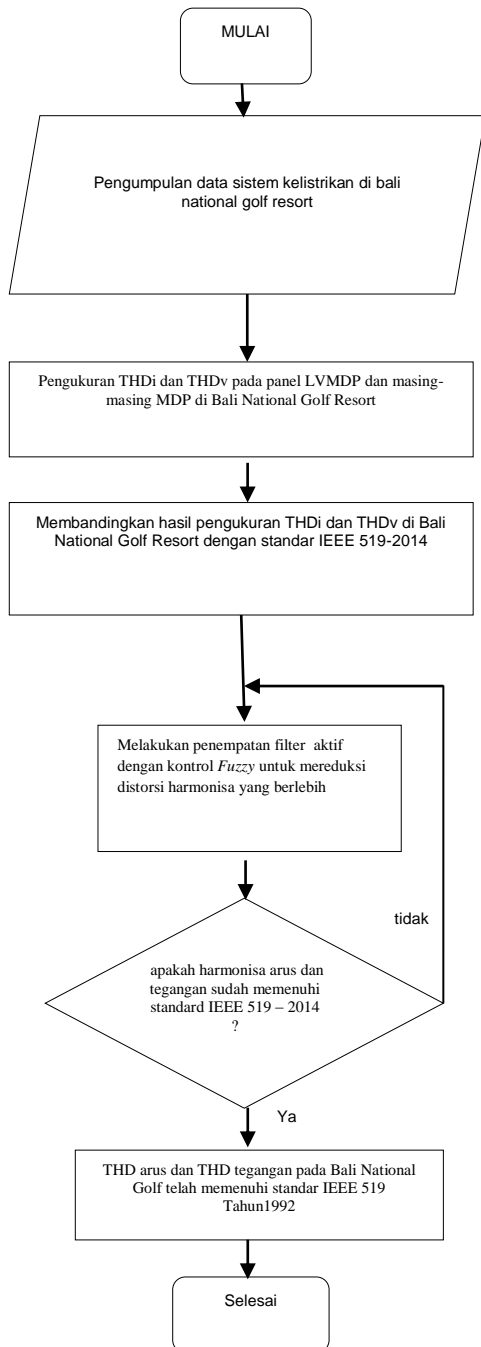 MULAI
Pengumpulan data sistem kelistrikan di bali
national golf resort
Pengukuran THDi dan THDv pada panel LVMDP dan masing-
masing MDP di Bali National Golf Resort
Membandingkan hasil pengukuran THDi dan THDv di Bali
National Golf Resort dengan standar IEEE 519-2014
Melakukan penempatan filter aktif
dengan kontrol Fuzzy untuk mereduksi
distorsi harmonisa yang berlebih
tidak
apakah harmonisa arus dan
tegangan sudah memenuhi
standard IEEE 519 – 2014
?
Ya
THD arus dan THD tegangan pada Bali National
Golf telah memenuhi standar IEEE 519
Tahun1992
Selesai